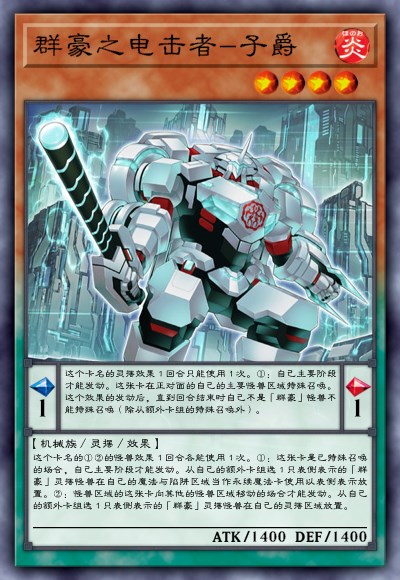 群豪之电击者-子爵
ほのお
炎
这个卡名的灵摆效果1回合只能使用1次。①：自己主要阶段
才能发动。这张卡在正对面的自己的主要怪兽区域特殊召唤。
这个效果的发动后，直到回合结束时自己不是「群豪」怪兽不
能特殊召唤（除从额外卡组的特殊召唤外）。
1
1
【机械族／灵摆／效果】
这个卡名的①②的怪兽效果1回合各能使用1次。①：这张卡已特殊召唤
的场合，自己主要阶段才能发动。从自己的额外卡组选1只表侧表示的「群
豪」灵摆怪兽在自己的魔法与陷阱区域当作永续魔法卡使用以表侧表示放
置。②：怪兽区域的这张卡向其他的怪兽区域移动的场合才能发动。从自己
的额外卡组选1只表侧表示的「群豪」灵摆怪兽在自己的灵摆区域放置。
ATK/1400 DEF/1400